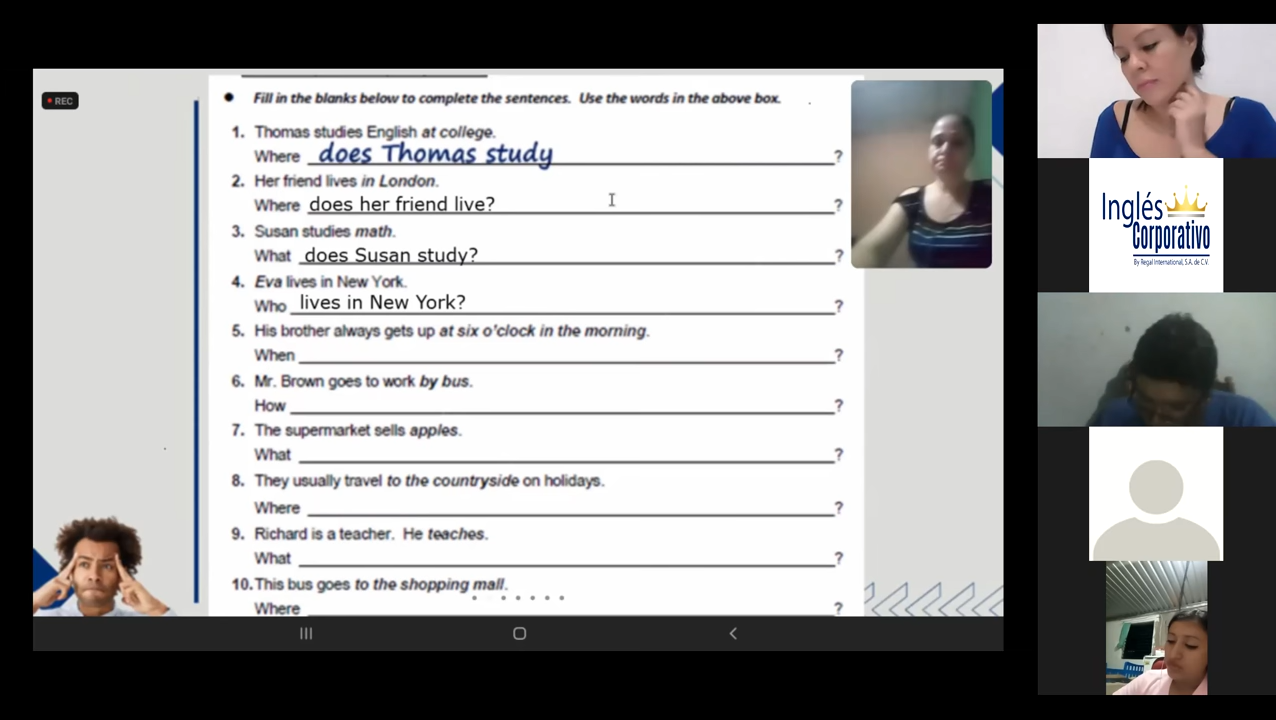 REC
Fill in the blanks below to complete the sentences. Use the words in the above box.
1. Thomas studies English at college.
Where does Thomas study ?
2. Her friend lives in London.
Where does her friend live? ?
3. Susan studies math.
What does Susan study? ?
4. Eva lives in New York.
Who lives in New York? ?
5. His brother always gets up at six o'clock in the morning.
When ?
6. Mr. Brown goes to work by bus.
How ?
7. The supermarket sells apples.
What ?
8. They usually travel to the countryside on holidays.
Where ?
9. Richard is a teacher. He teaches.
What ?
10. This bus goes to the shopping mall.
Where ?
Inglés
Corporativo
By Regal International, S.A. de C.V.